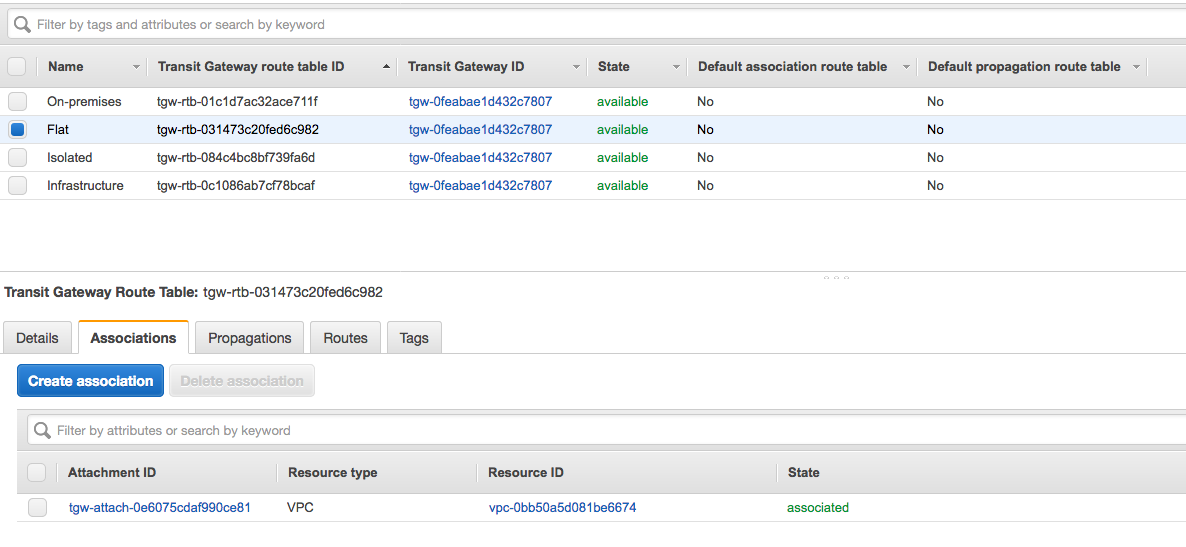 Filter by tags and attributes or search by keyword
Name Transit Gateway route table ID Transit Gateway ID State Default association route table Default propagation route table
On-premises tgw-rtb-01c1d7ac32ace711f tgw-0feabae1d432c7807 available No No
Flat tgw-rtb-031473c20fed6c982 tgw-0feabae1d432c7807 available No No
Isolated tgw-rtb-084c4bc8bf739fa6d tgw-0feabae1d432c7807 available No No
Infrastructure tgw-rtb-0c1086ab7cf78bcaf tgw-0feabae1d432c7807 available No No
Transit Gateway Route Table: tgw-rtb-031473c20fed6c982
Details Associations Propagations Routes Tags
Create association Delete association
Filter by attributes or search by keyword
Attachment ID Resource type Resource ID State
tgw-attach-0e6075cdaf990ce81 VPC vpc-0bb50a5d081be6674 associated